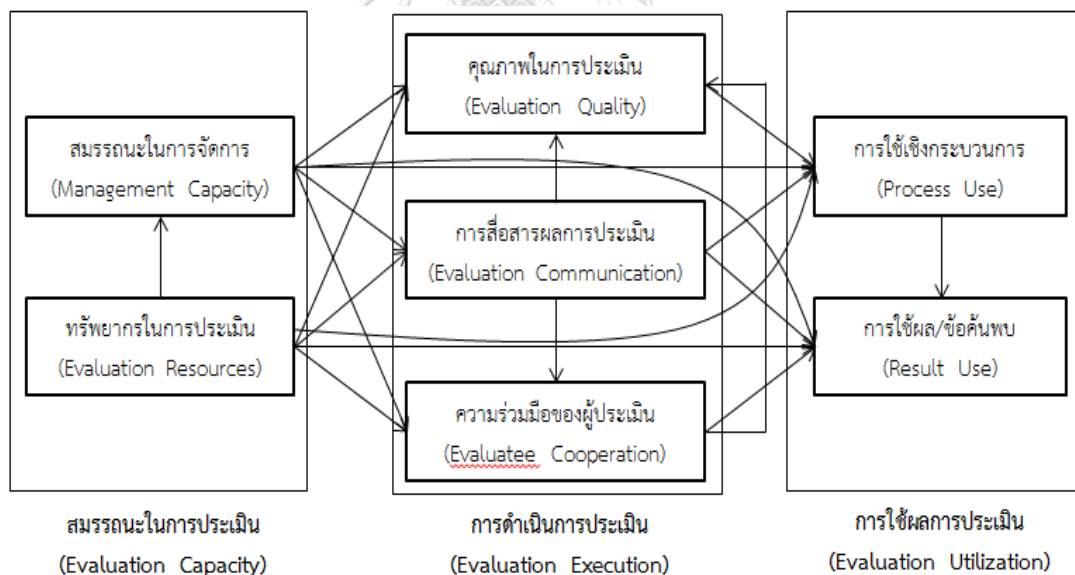 คุณภาพในการประเมิน
(Evaluation Quality)
สมรรถนะในการจัดการ
(Management Capacity)
การใช้เชิงกระบวนการ
(Process Use)
การสื่อสารผลการประเมิน
(Evaluation Communication)
ทรัพยากรในการประเมิน
(Evaluation Resources)
การใช้ผล/ข้อค้นพบ
(Result Use)
ความร่วมมือของผู้ประเมิน
(Evaluatee Cooperation)
สมรรถนะในการประเมิน
(Evaluation Capacity)
การดำเนินการประเมิน
(Evaluation Execution)
การใช้ผลการประเมิน
(Evaluation Utilization)